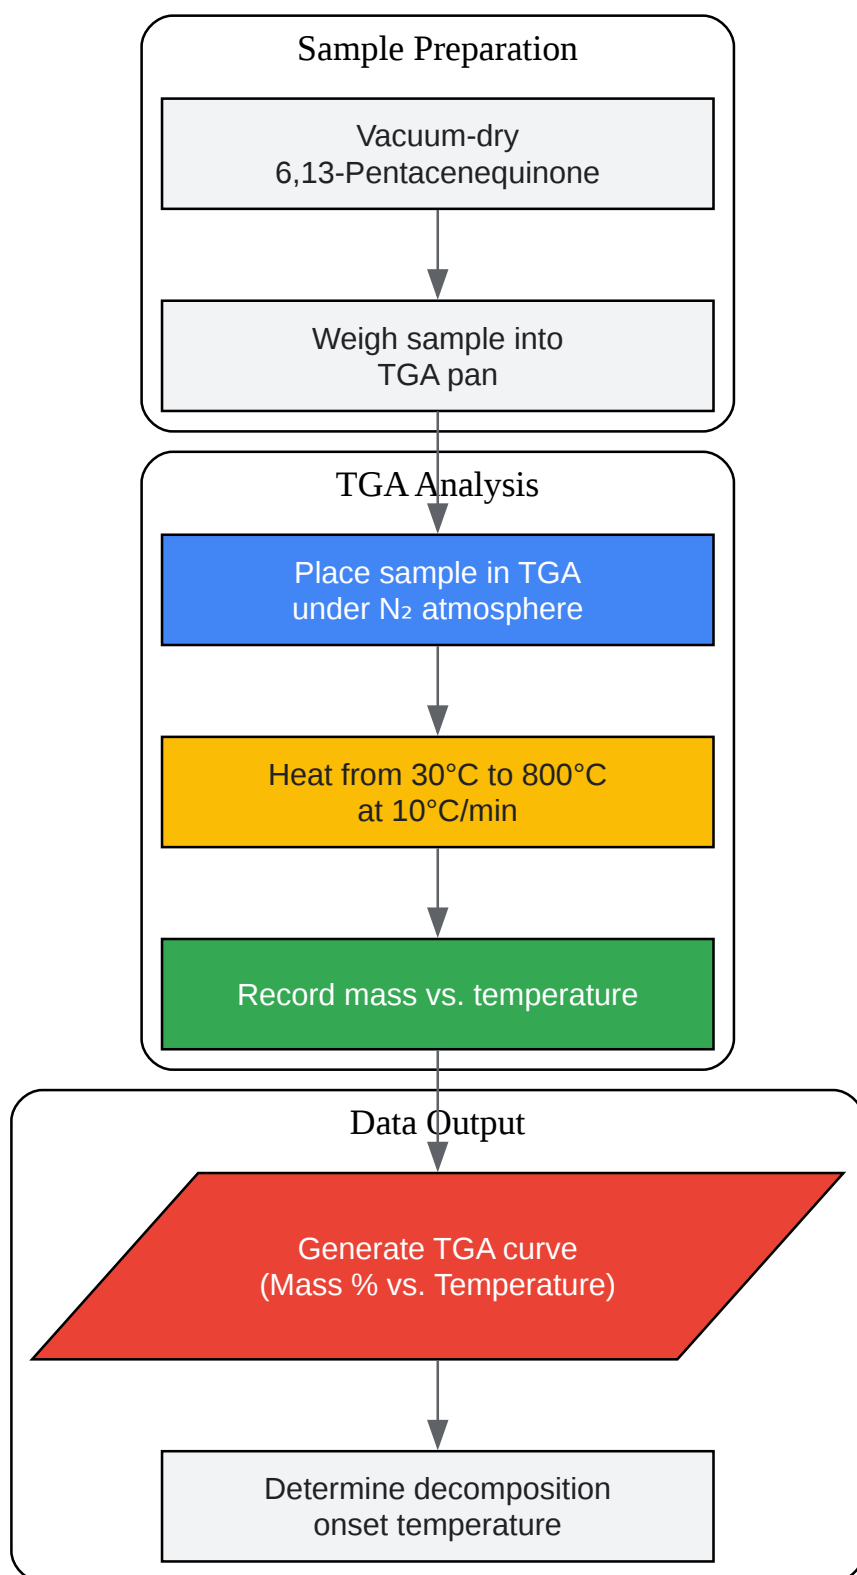 Sample Preparation
Vacuum-dry
6,13-Pentacenequinone
Weigh sample into
TGA pan
TGA Analysis
Place sample in TGA
under N₂ atmosphere
Heat from 30°C to 800°C
at 10°C/min
Record mass vs. temperature
Data Output
Generate TGA curve
(Mass % vs. Temperature)
Determine decomposition
onset temperature